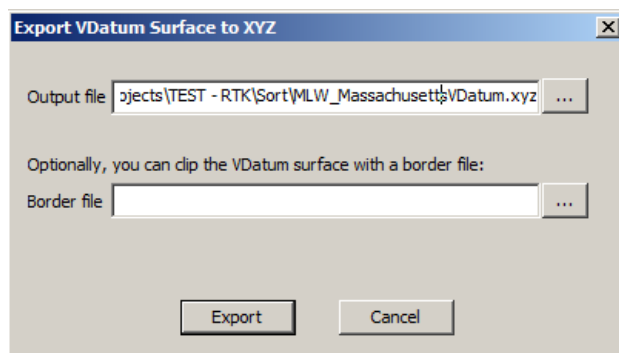 Export VDatum Surface to XYZ
Output file ojects\TEST - RTK\Sort\MLW_MassachusettsVDatum.xyz ...
Optionally, you can clip the VDatum surface with a border file:
Border file ...
Export Cancel